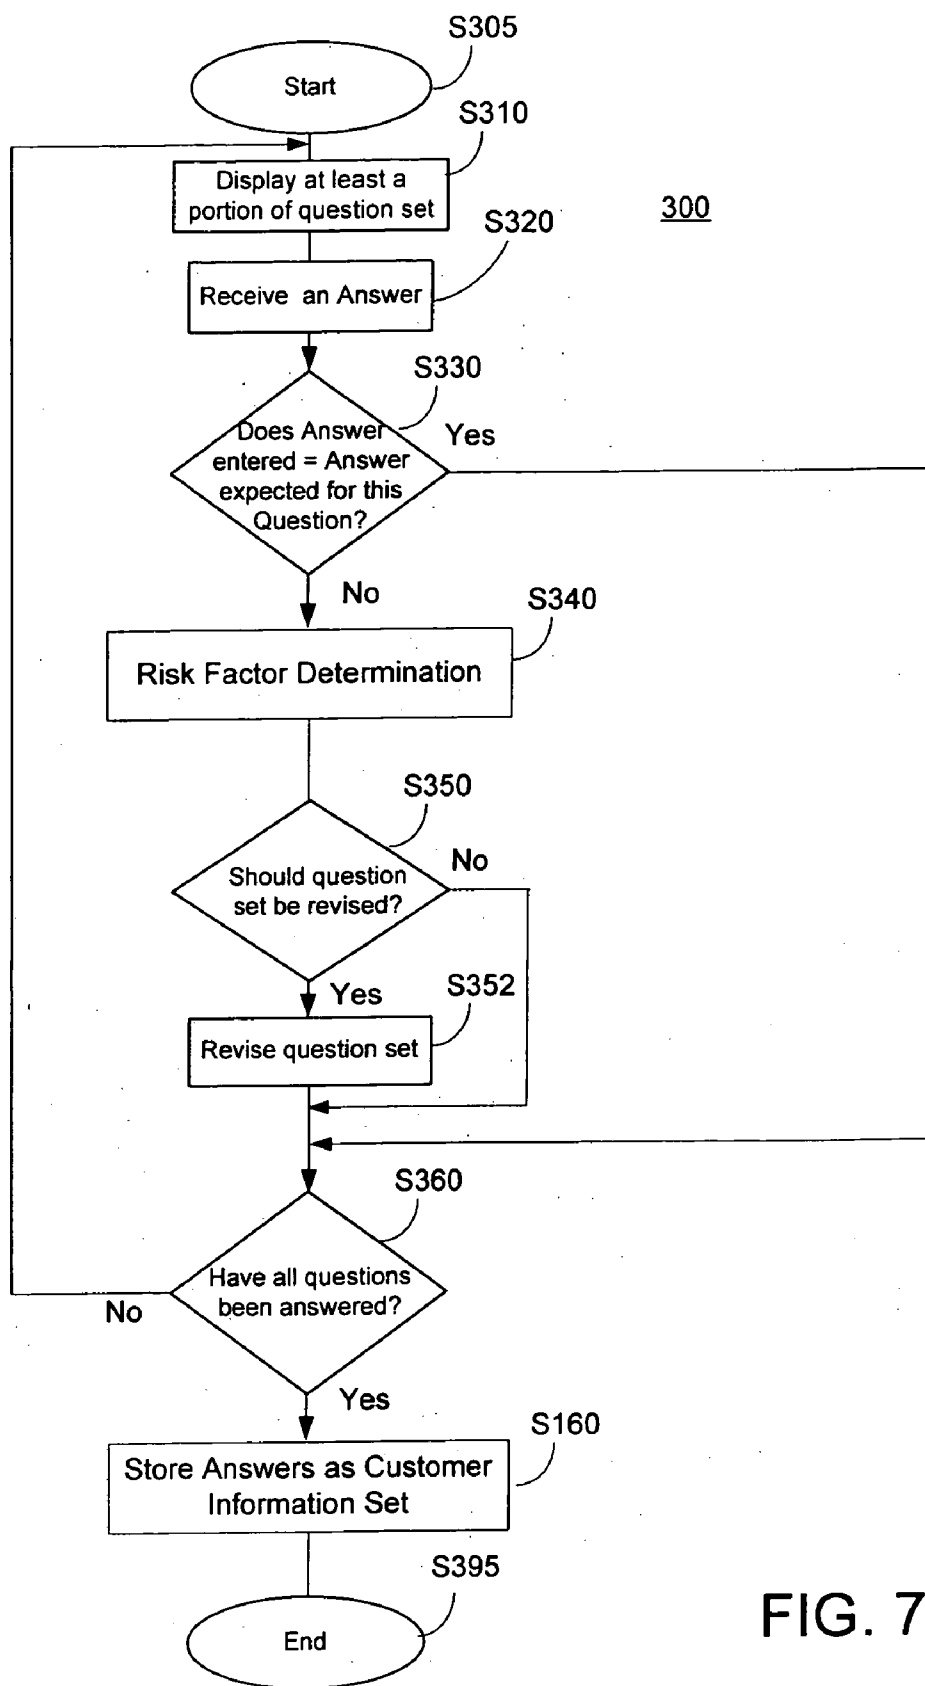 S305
Start
S310
Display at least a
portion of question set
300
S320
Receive an Answer
S330
Does Answer
entered = Answer
expected for this
Question?
Yes
No
S340
Risk Factor Determination
S350
Should question
set be revised?
No
Yes
S352
Revise question set
S360
Have all questions
been answered?
No
Yes
S160
Store Answers as Customer
Information Set
S395
End
FIG. 7